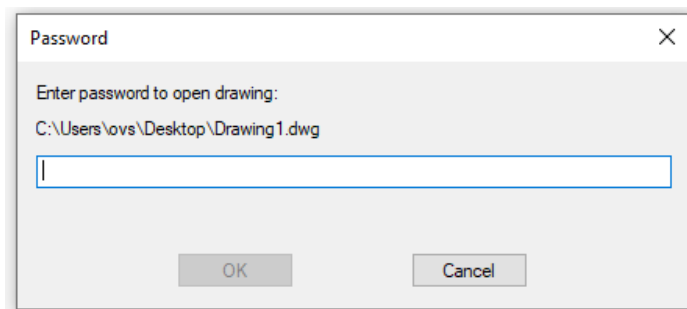 Password
Enter password to open drawing:
C:\Users\ovs\Desktop\Drawing1.dwg
OK
Cancel